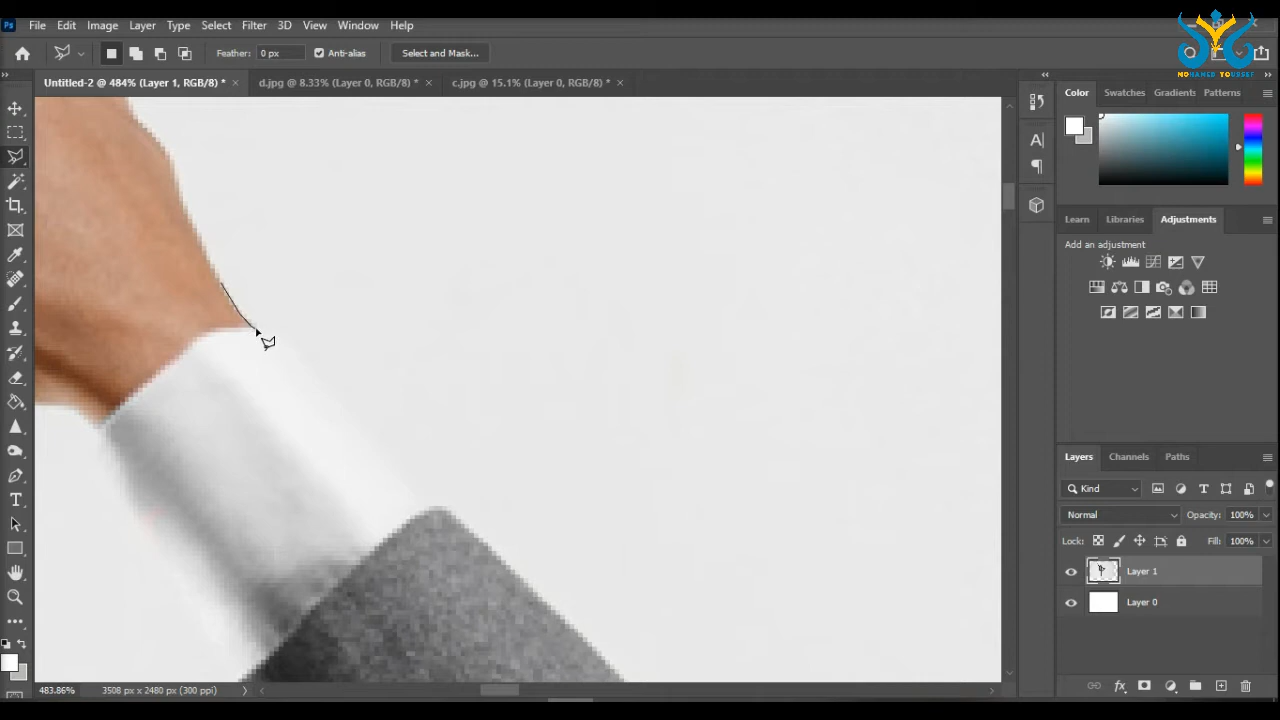 Ps File Edit Image Layer Type Select Filter 3D View Window Help
MOHAMED YOUSSEF
Feather: 0 px Anti-alias Select and Mask...
Untitled-2 @ 484% (Layer 1, RGB/8) * × d.jpg @ 8.33% (Layer 0, RGB/8) * × c.jpg @ 15.1% (Layer 0, RGB/8) * ×
Color Swatches Gradients Patterns
Learn Libraries Adjustments
Add an adjustment
Layers Channels Paths
Kind
Normal Opacity: 100%
Lock: Fill: 100%
Layer 1
Layer 0
483.86% 3508 px x 2480 px (300 ppi)